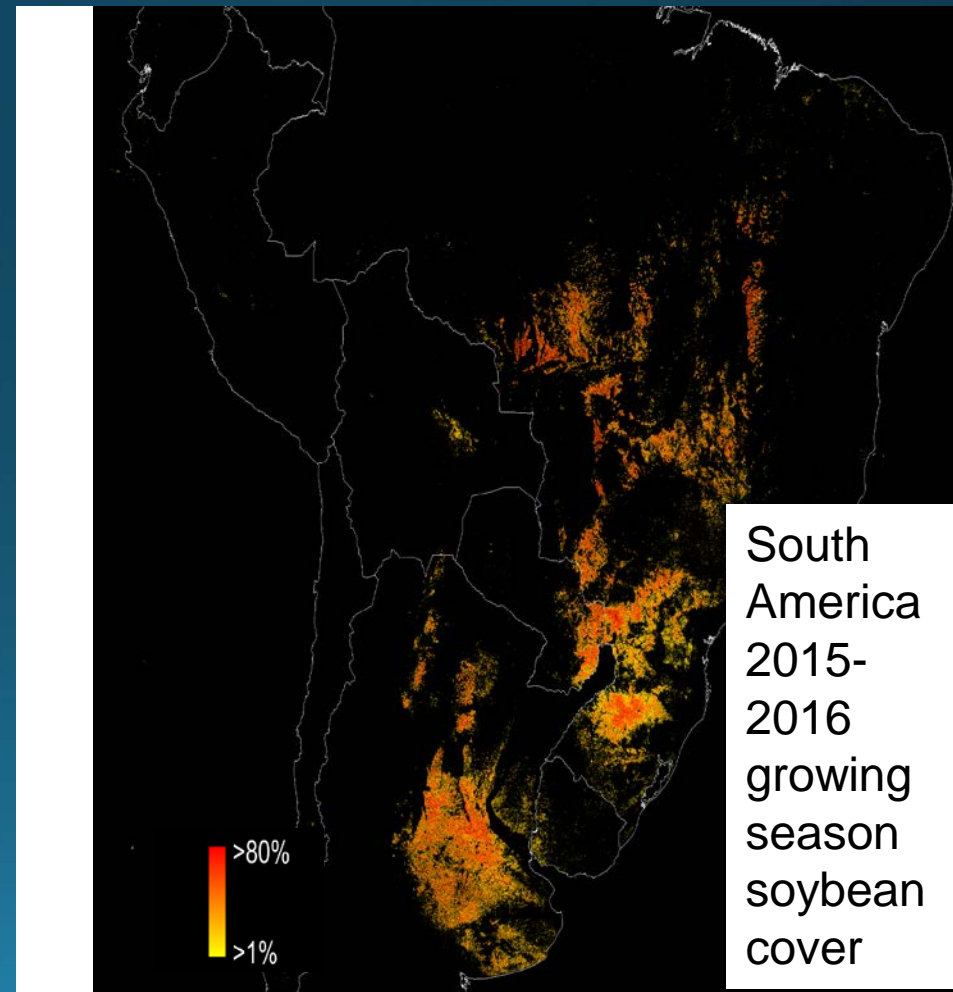 South
America
2015-
2016
growing
season
soybean
cover
>80%
>1%